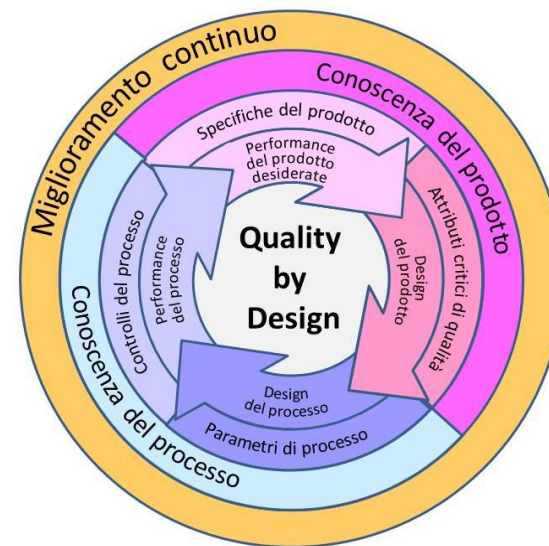 Miglioramento continuo
Conoscenza del prodotto
Specifiche del prodotto
Performance
del prodotto
desiderate
Attributi critici di qualità
Design
del prodotto
Quality
by
Design
Controlli del processo
Performance
del processo
Design
del processo
Parametri di processo
Conoscenza del processo